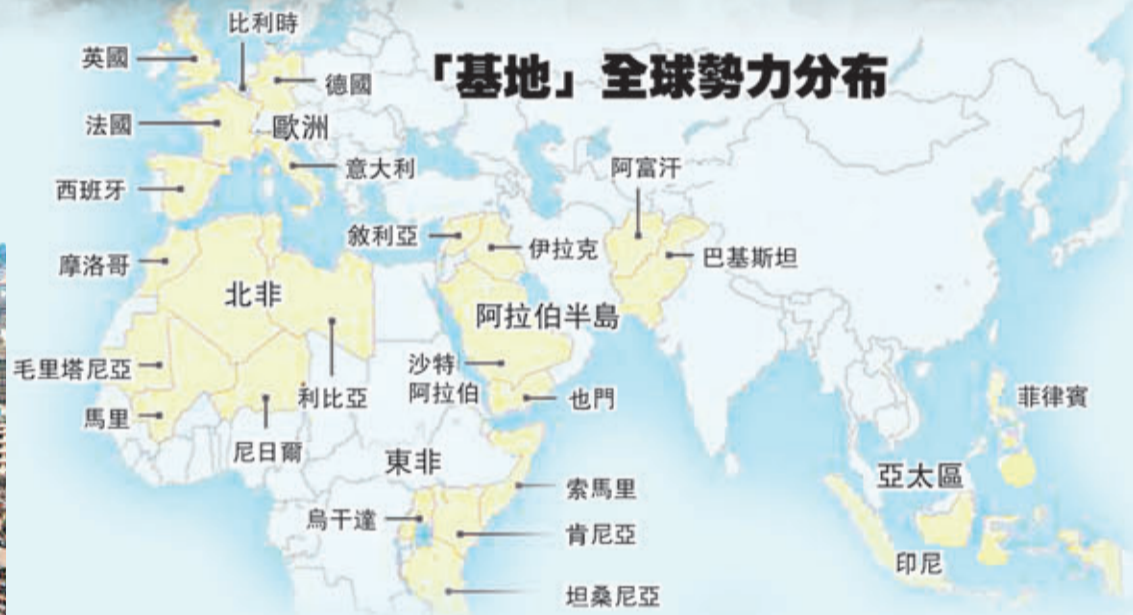 「基地」全球勢力分布
比利時
英國
德國
法國
歐洲
意大利
西班牙
阿富汗
敘利亞
伊拉克
巴基斯坦
摩洛哥
北非
阿拉伯半島
毛里塔尼亞
利比亞
沙特
阿拉伯
也門
菲律賓
馬里
尼日爾
東非
亞太區
索馬里
烏干達
肯尼亞
印尼
坦桑尼亞